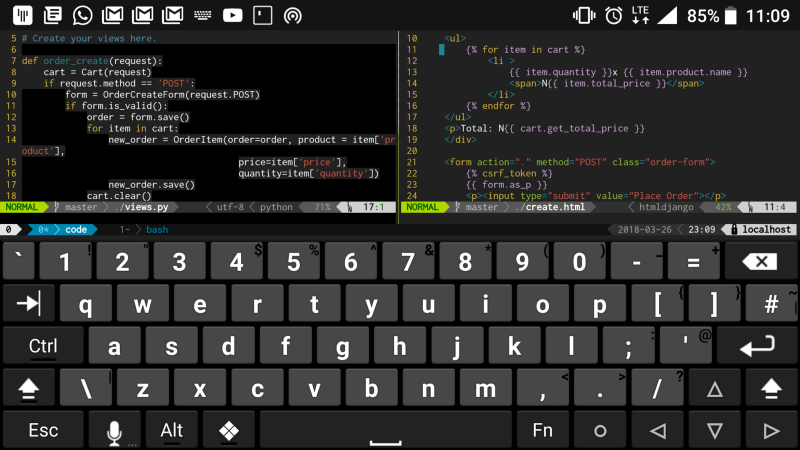 LTE 85% 11:09
5 # Create your views here.
6
7 def order_create(request):
8 cart = Cart(request)
9 if request.method == 'POST':
10 form = OrderCreateForm(request.POST)
11 if form.is_valid():
12 order = form.save()
13 for item in cart:
14 new_order = OrderItem(order=order, product = item['pr
oduct'],
15 price=item['price'],
16 quantity=item['quantity'])
17 new_order.save()
18 cart.clear()
NORMAL master ./views.py utf-8 python 71% 17:1
10 <ul>
11 {% for item in cart %}
12 <li >
13 {{ item.quantity }}x {{ item.product.name }}
14 <span>N{{ item.total_price }}</span>
15 </li>
16 {% endfor %}
17 </ul>
18 <p>Total: N{{ cart.get_total_price }}
19 </div>
20
21 <form action="." method="POST" class="order-form">
22 {% csrf_token %}
23 {{ form.as_p }}
24 <p><input type="submit" value="Place Order"></p>
NORMAL master ./create.html htmldjango 42% 11:4
0 0* code 1- bash 2018-03-26 23:09 localhost
` 1 ! 2 " 3 4 $ 5 % 6 ^ 7 & 8 * 9 ( 0 ) - _ = +
q w e r t y u i o p [ { ] } # ~
Ctrl a s d f g h j k l ; : ' @
\ | z x c v b n m , < . > / ?
Esc ... Alt Fn